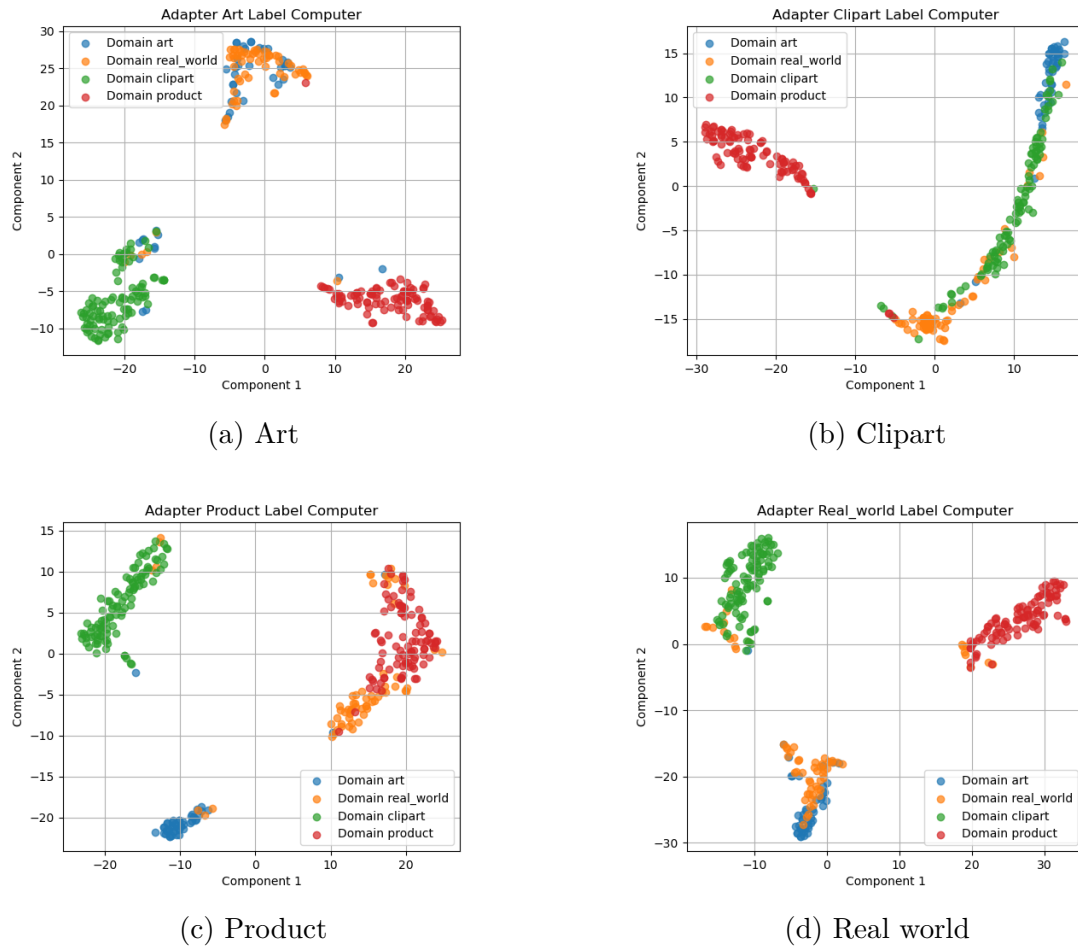 Adapter Art Label Computer
Domain art
Domain real_world
Domain clipart
Domain product
30
25
20
15
10
5
0
−5
−10
Component 2
−20
−10
0
10
20
Component 1
(a) Art
Adapter Clipart Label Computer
Domain art
Domain real_world
Domain clipart
Domain product
15
10
5
0
−5
−10
−15
Component 2
−30
−20
−10
0
10
Component 1
(b) Clipart
Adapter Product Label Computer
15
10
5
0
−5
−10
−15
−20
Component 2
Domain art
Domain real_world
Domain clipart
Domain product
−20
−10
0
10
20
Component 1
(c) Product
Adapter Real_world Label Computer
10
0
−10
−20
−30
Component 2
Domain art
Domain real_world
Domain clipart
Domain product
−10
0
10
20
30
Component 1
(d) Real world